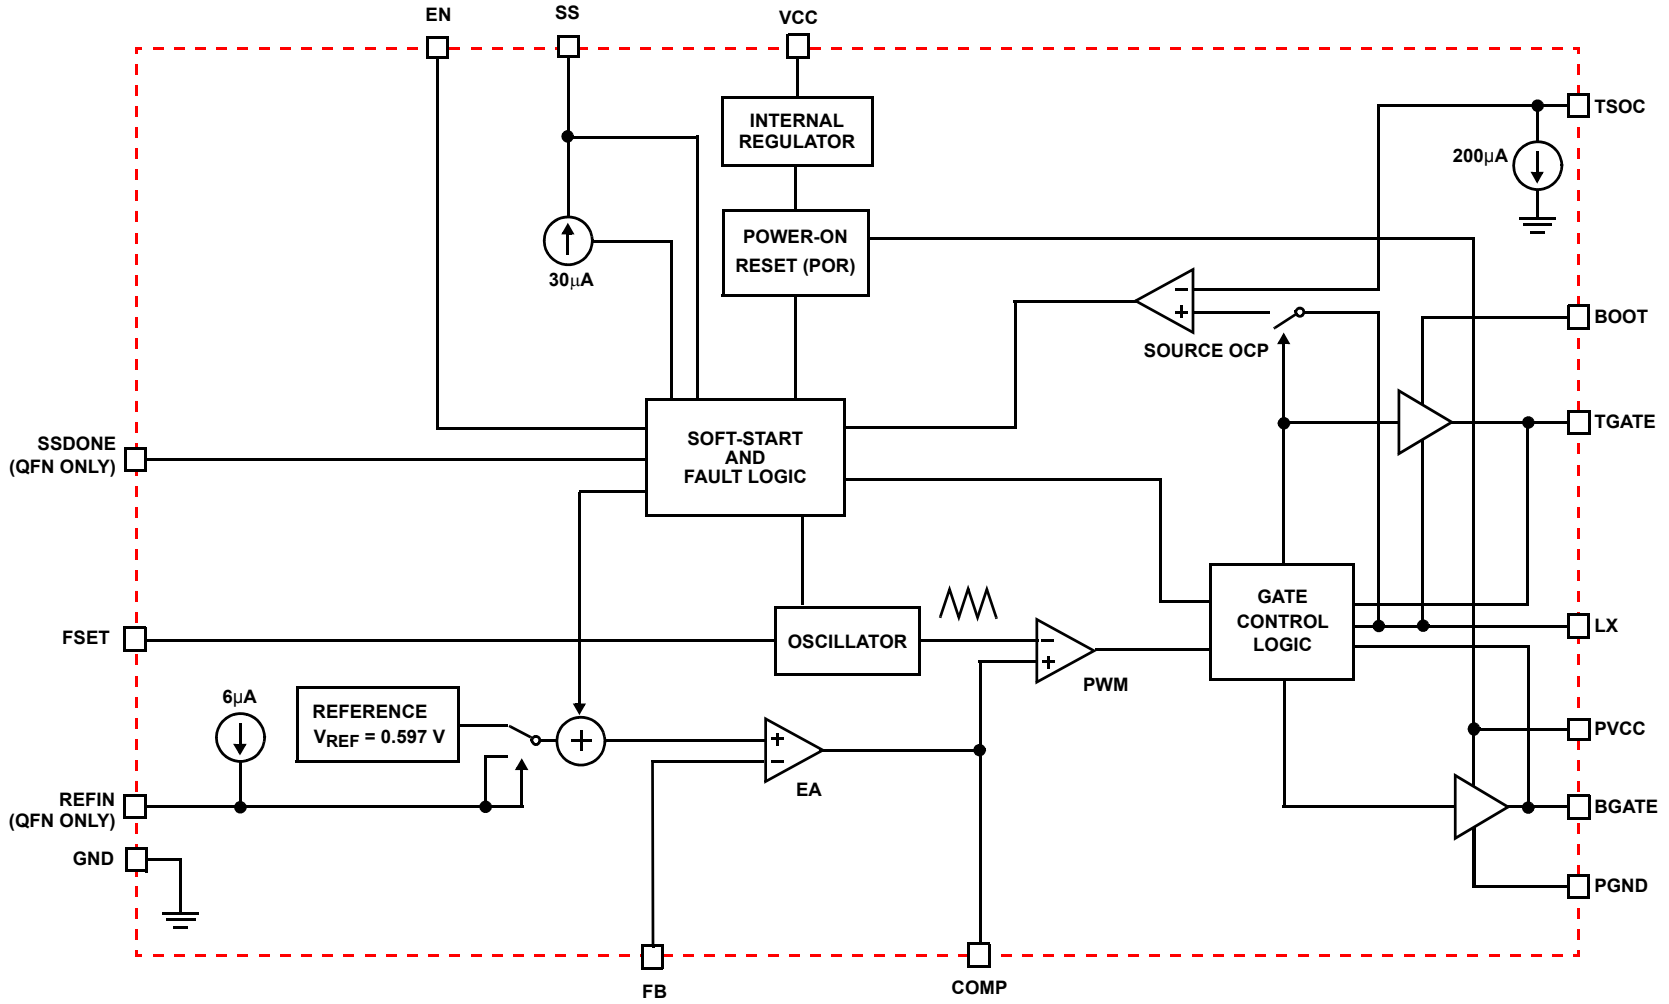 EN
SS
VCC
TSOC
INTERNAL
REGULATOR
200µA
POWER-ON
RESET (POR)
30µA
−
+
BOOT
SOURCE OCP
TGATE
SSDONE
(QFN ONLY)
SOFT-START
AND
FAULT LOGIC
GATE
CONTROL
LOGIC
LX
FSET
OSCILLATOR
−
+
PWM
6µA
REFERENCE
VREF = 0.597 V
+
+
−
EA
PVCC
REFIN
(QFN ONLY)
BGATE
GND
PGND
FB
COMP